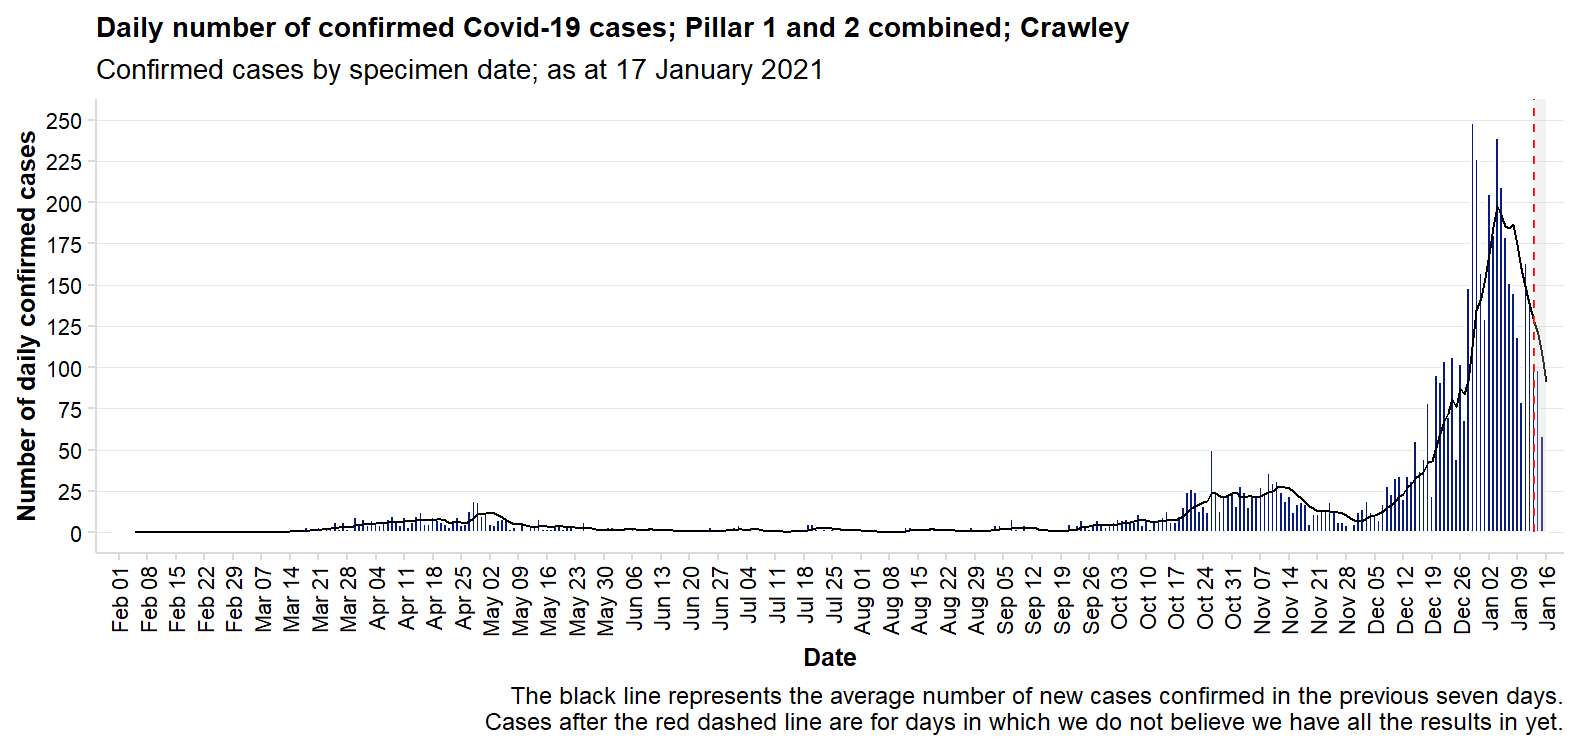 Daily number of confirmed Covid-19 cases; Pillar 1 and 2 combined; Crawley
Confirmed cases by specimen date; as at 17 January 2021
Number of daily confirmed cases
250
225
200
175
150
125
100
75
50
25
0
Feb 01
Feb 08
Feb 15
Feb 22
Feb 29
Mar 07
Mar 14
Mar 21
Mar 28
Apr 04
Apr 11
Apr 18
Apr 25
May 02
May 09
May 16
May 23
May 30
Jun 06
Jun 13
Jun 20
Jun 27
Jul 04
Jul 11
Jul 18
Jul 25
Aug 01
Aug 08
Aug 15
Aug 22
Aug 29
Sep 05
Sep 12
Sep 19
Sep 26
Oct 03
Oct 10
Oct 17
Oct 24
Oct 31
Nov 07
Nov 14
Nov 21
Nov 28
Dec 05
Dec 12
Dec 19
Dec 26
Jan 02
Jan 09
Jan 16
Date
The black line represents the average number of new cases confirmed in the previous seven days.
Cases after the red dashed line are for days in which we do not believe we have all the results in yet.